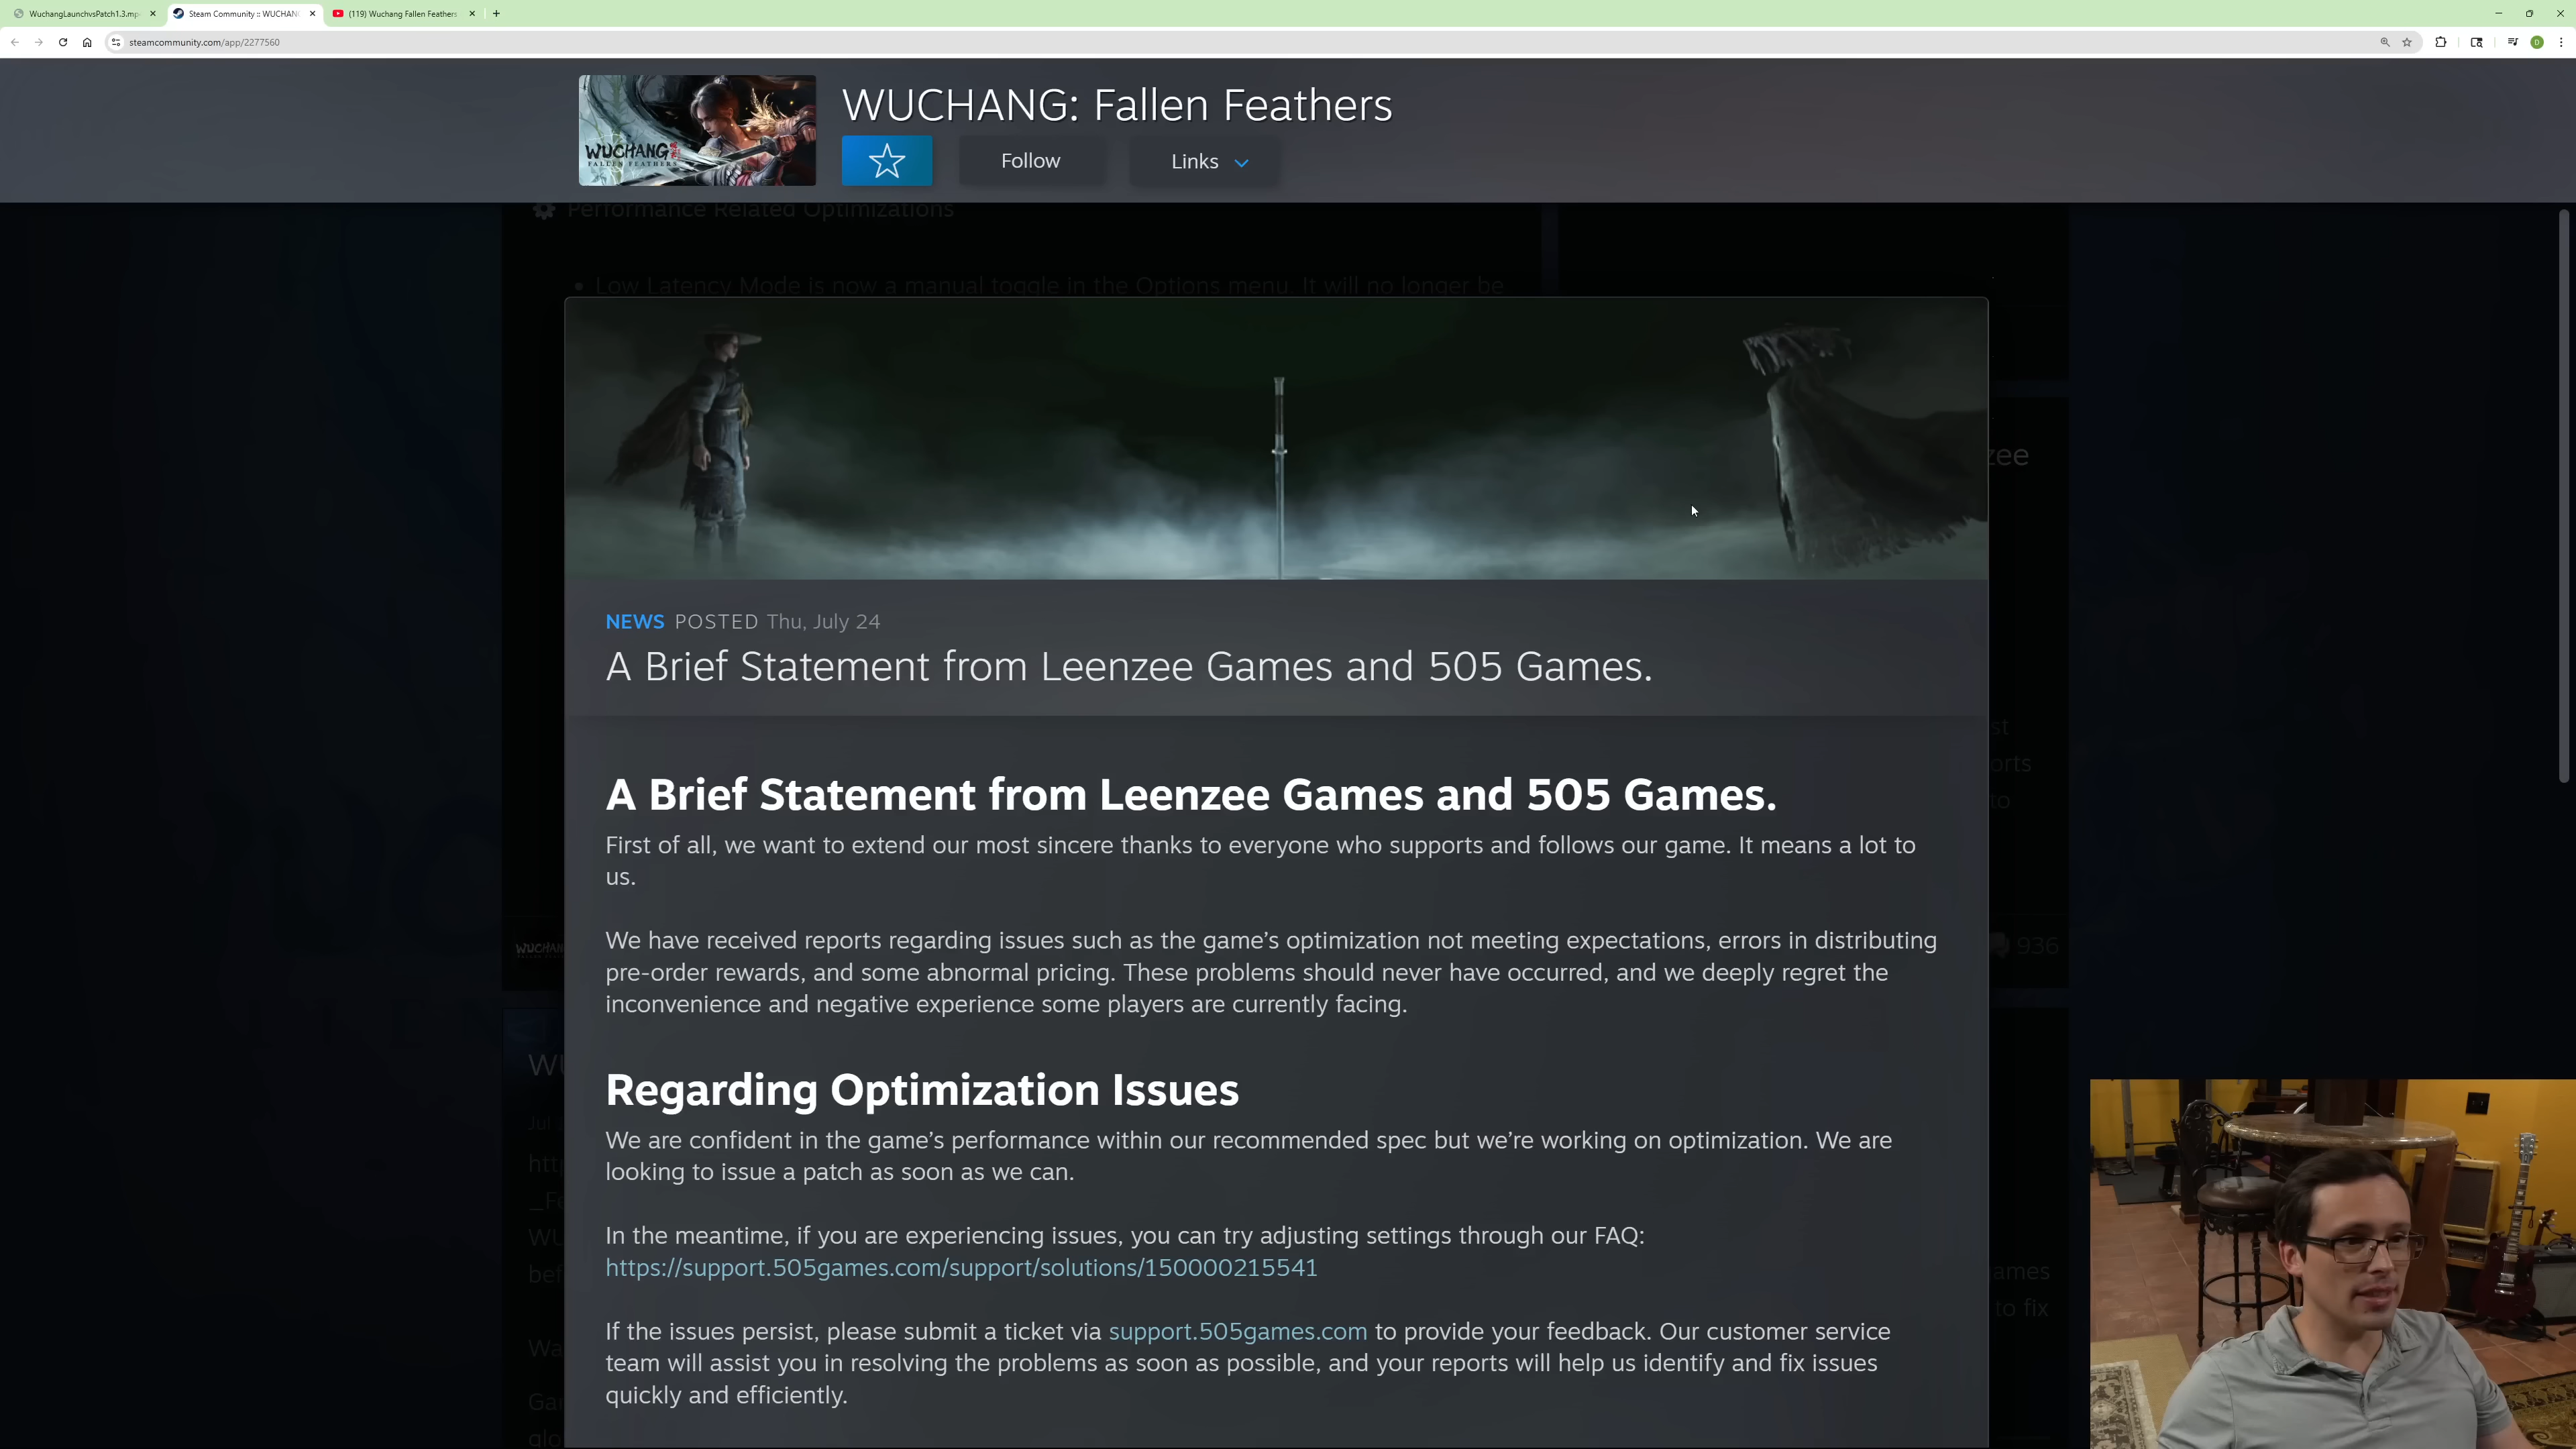 WuchangLaunchvsPatch1.3.mp
Steam Community :: WUCHAN
(119) Wuchang Fallen Feathers
steamcommunity.com/app/2277560
WUCHANG
FALLEN FEATHERS
WUCHANG: Fallen Feathers
Follow
Links
Performance Related Optimizations
• Low Latency Mode is now a manual toggle in the Options menu. It will no longer be
NEWS POSTED Thu, July 24
A Brief Statement from Leenzee Games and 505 Games.
A Brief Statement from Leenzee Games and 505 Games.
First of all, we want to extend our most sincere thanks to everyone who supports and follows our game. It means a lot to
us.
We have received reports regarding issues such as the game’s optimization not meeting expectations, errors in distributing
pre-order rewards, and some abnormal pricing. These problems should never have occurred, and we deeply regret the
inconvenience and negative experience some players are currently facing.
936
Regarding Optimization Issues
We are confident in the game’s performance within our recommended spec but we’re working on optimization. We are
looking to issue a patch as soon as we can.
In the meantime, if you are experiencing issues, you can try adjusting settings through our FAQ:
https://support.505games.com/support/solutions/150000215541
If the issues persist, please submit a ticket via support.505games.com to provide your feedback. Our customer service
team will assist you in resolving the problems as soon as possible, and your reports will help us identify and fix issues
quickly and efficiently.
to fix